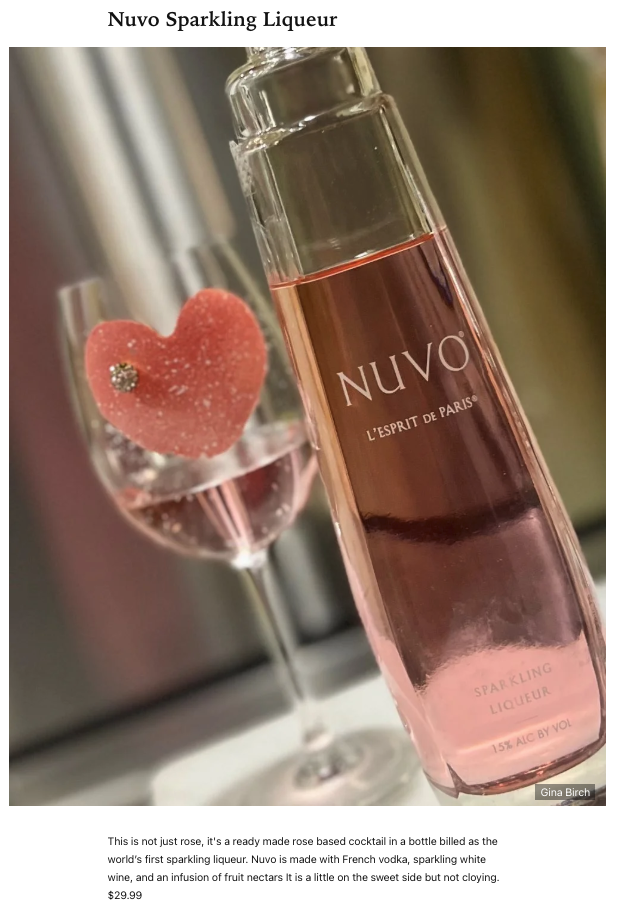 Nuvo Sparkling Liqueur
NUVO®
L'ESPRIT DE PARIS®
SPARKLING
LIQUEUR
15% ALC BY VOL
Gina Birch
This is not just rose, it's a ready made rose based cocktail in a bottle billed as the
world's first sparkling liqueur. Nuvo is made with French vodka, sparkling white
wine, and an infusion of fruit nectars It is a little on the sweet side but not cloying.
$29.99